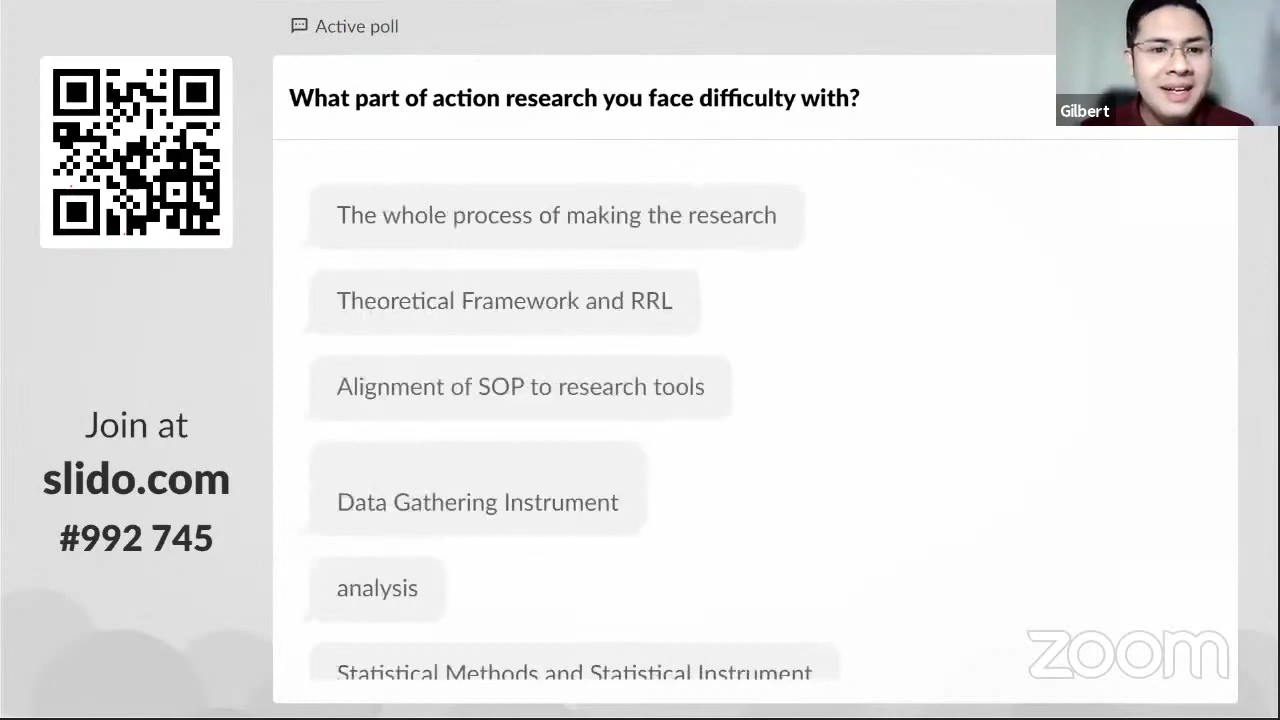 Active poll
What part of action research you face difficulty with?
Gilbert
The whole process of making the research
Theoretical Framework and RRL
Alignment of SOP to research tools
Join at
slido.com
#992 745
Data Gathering Instrument
analysis
Statistical Methods and Statistical Instrument
zoom